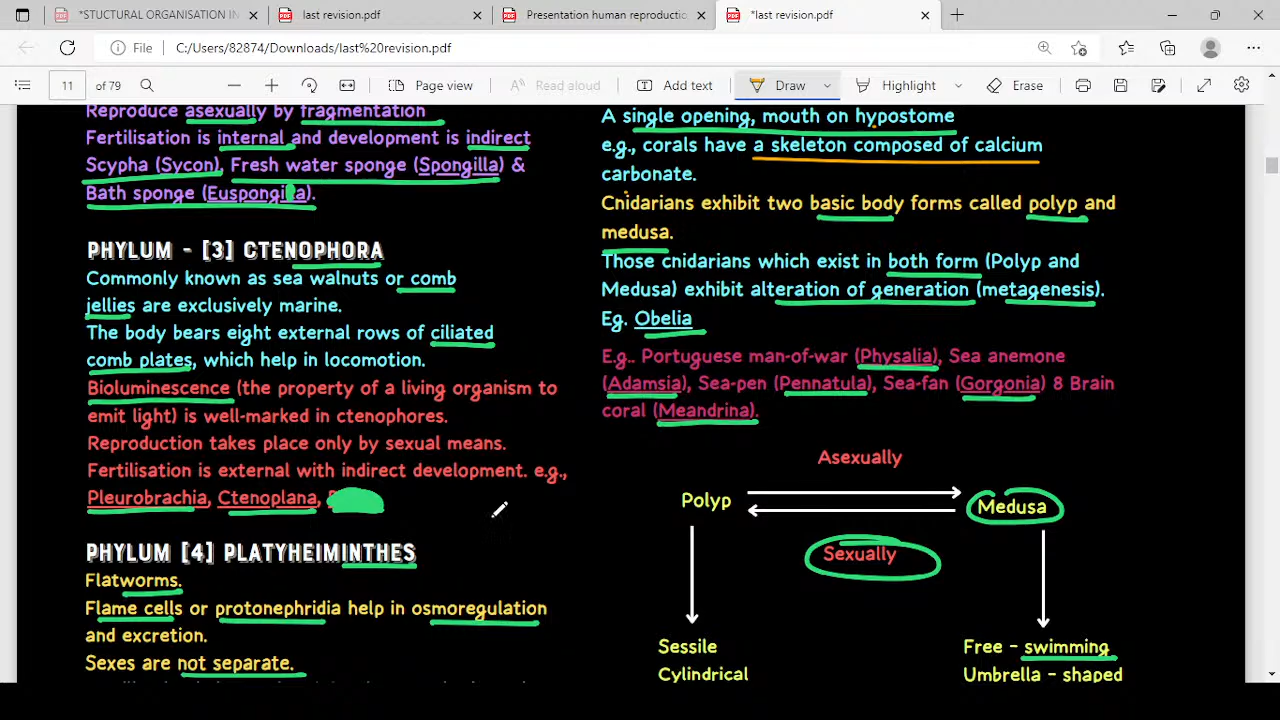 *STUCTURAL ORGANISATION IN
last revision.pdf
Presentation human reproductio
*last revision.pdf
File
C:/Users/82874/Downloads/last%20revision.pdf
11 of 79
Page view
Read aloud
Add text
Draw
Highlight
Erase
Reproduce asexually by fragmentation
Fertilisation is internal and development is indirect
Scypha (Sycon), Fresh water sponge (Spongilla) &
Bath sponge (Euspongila).
PHYLUM - [3] CTENOPHORA
Commonly known as sea walnuts or comb
jellies are exclusively marine.
The body bears eight external rows of ciliated
comb plates, which help in locomotion.
Bioluminescence (the property of a living organism to
emit light) is well-marked in ctenophores.
Reproduction takes place only by sexual means.
Fertilisation is external with indirect development. e.g.,
Pleurobrachia, Ctenoplana,
PHYLUM [4] PLATYHEIMINTHES
Flatworms.
Flame cells or protonephridia help in osmoregulation
and excretion.
Sexes are not separate.
A single opening, mouth on hypostome
e.g., corals have a skeleton composed of calcium
carbonate.
Cnidarians exhibit two basic body forms called polyp and
medusa.
Those cnidarians which exist in both form (Polyp and
Medusa) exhibit alteration of generation (metagenesis).
Eg. Obelia
E.g.. Portuguese man-of-war (Physalia), Sea anemone
(Adamsia), Sea-pen (Pennatula), Sea-fan (Gorgonia) 8 Brain
coral (Meandrina).
Asexually
Polyp
Medusa
Sexually
Sessile
Cylindrical
Free - swimming
Umbrella - shaped